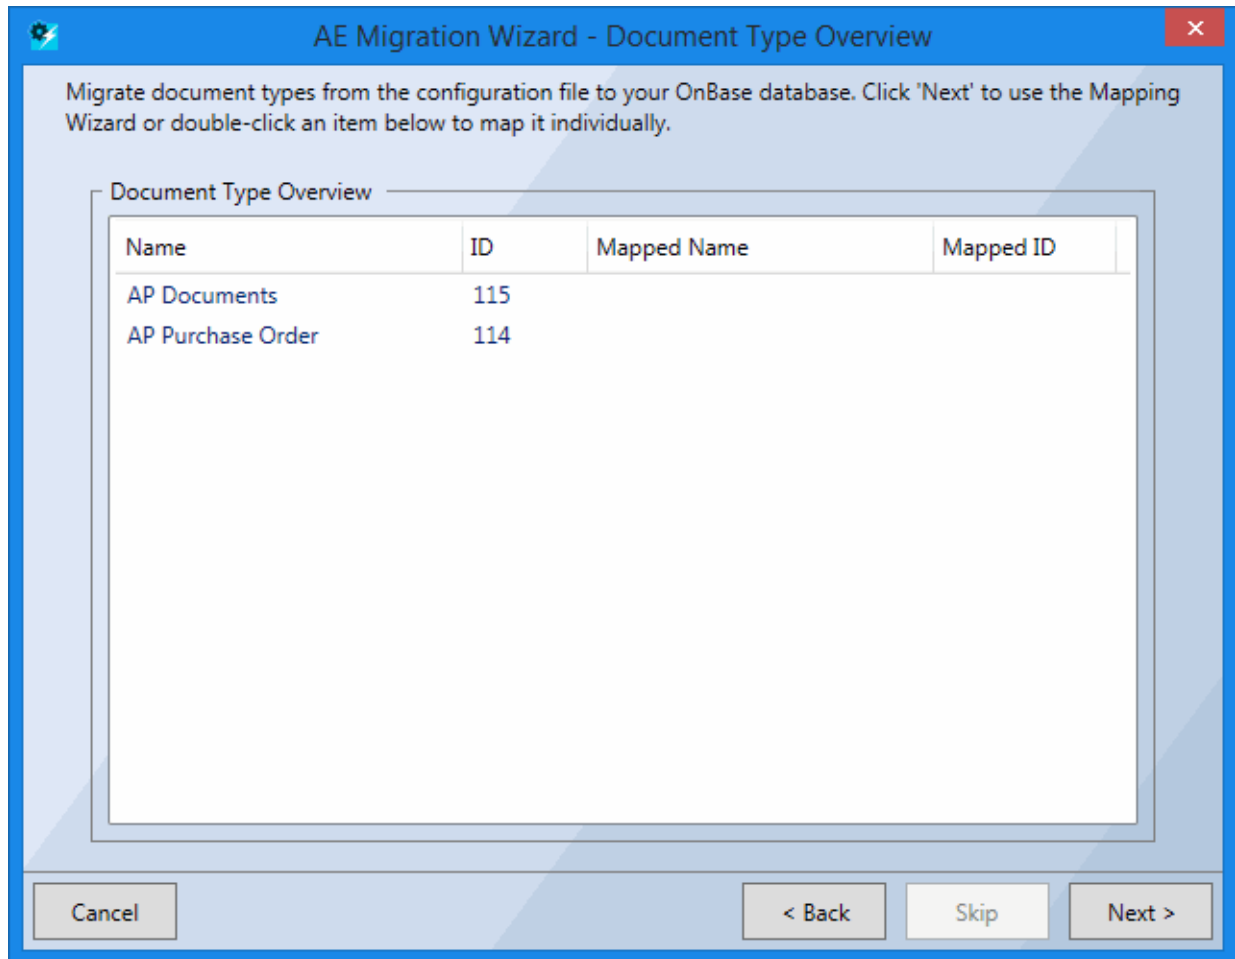 AE Migration Wizard - Document Type Overview
Migrate document types from the configuration file to your OnBase database. Click 'Next' to use the Mapping
Wizard or double-click an item below to map it individually.
Document Type Overview
Name ID Mapped Name Mapped ID
AP Documents 115
AP Purchase Order 114
Cancel < Back Skip Next >